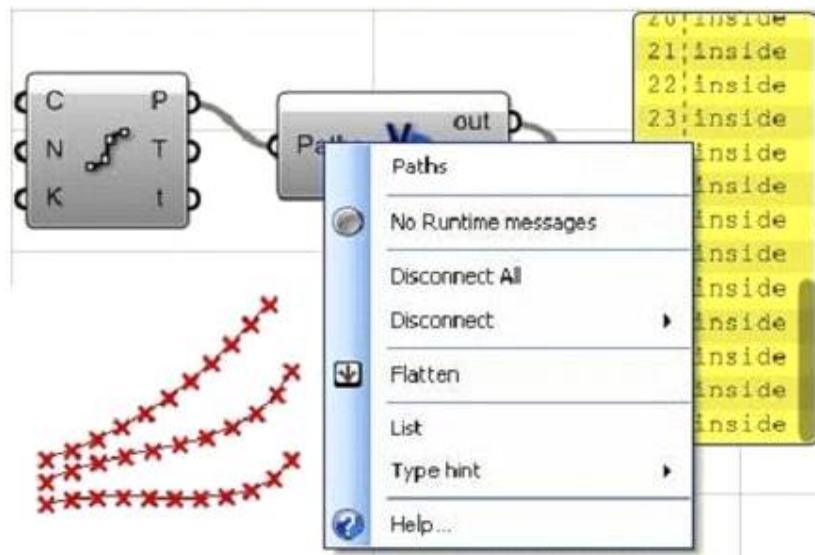 C P
N T
K t
out
20 inside
21 inside
22 inside
23 inside
inside
inside
inside
inside
inside
inside
inside
inside
inside
Paths
No Runtime messages
Disconnect All
Disconnect
Flatten
List
Type hint
Help...